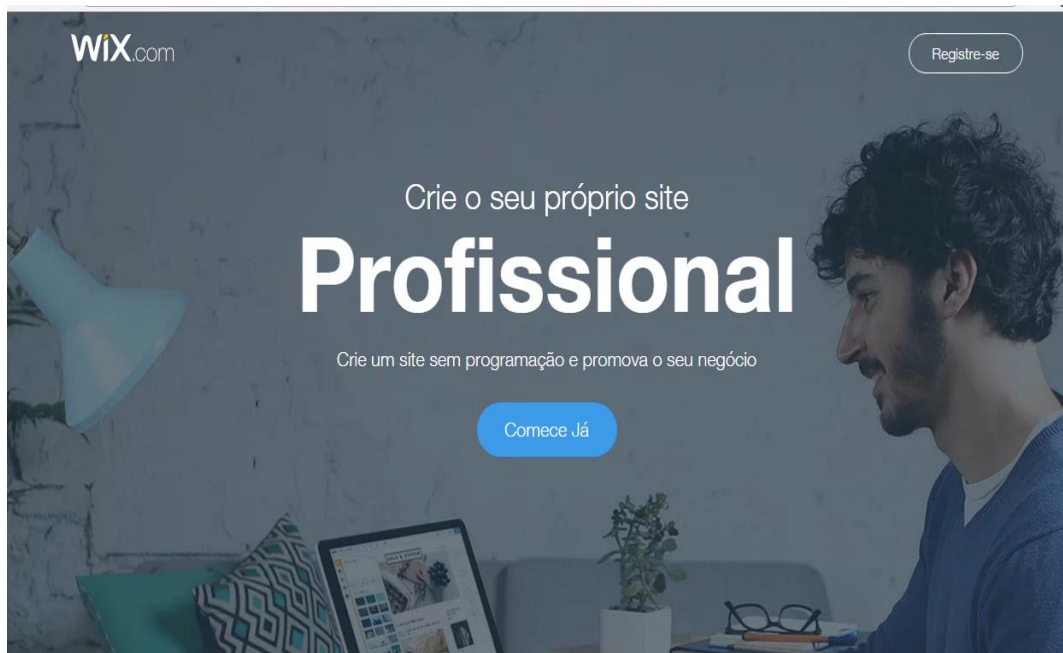 WiX.com
Registre-se
Crie o seu próprio site
Profissional
Crie um site sem programação e promova o seu negócio
Comece Já